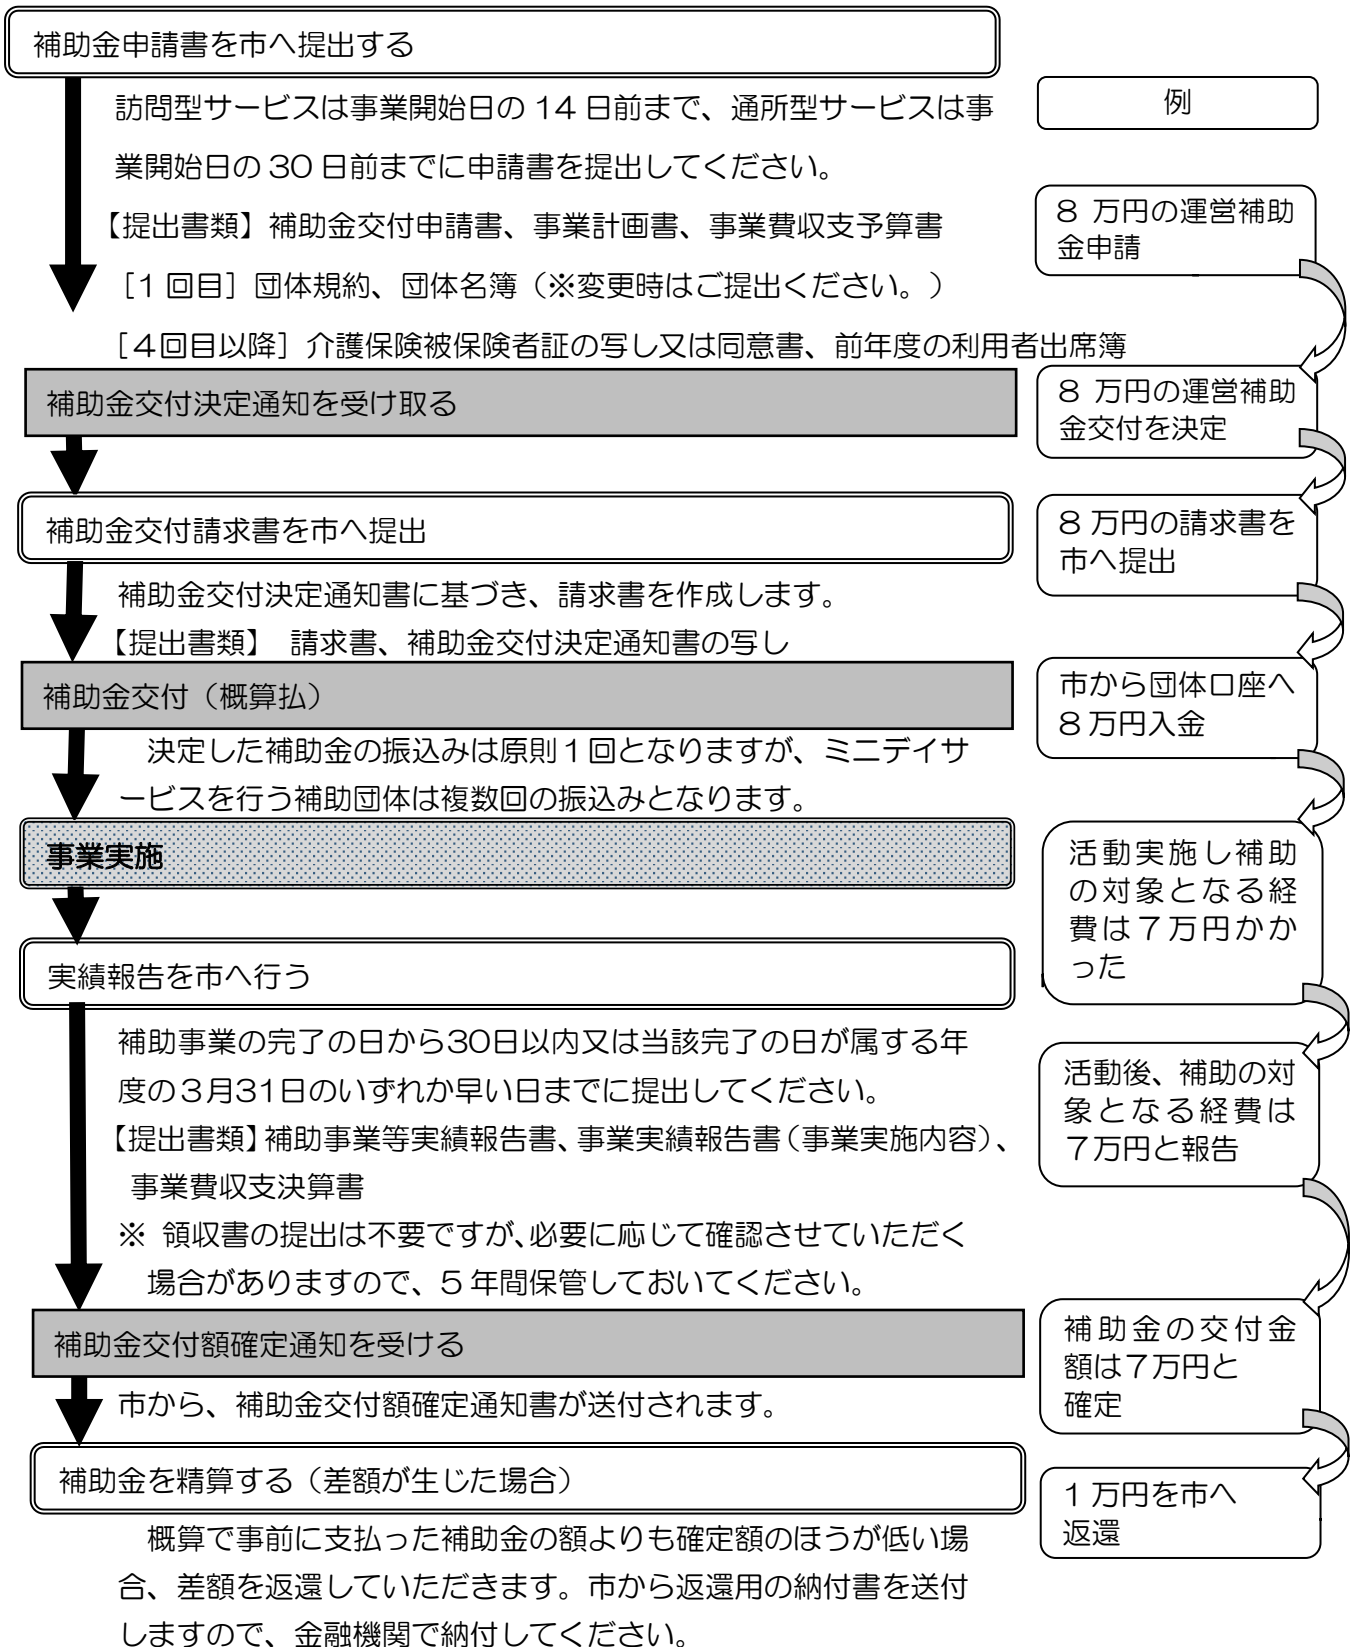 補助金申請書を市へ提出する
訪問型サービスは事業開始日の 14 日前まで、通所型サービスは事
業開始日の 30 日前までに申請書を提出してください。
【提出書類】補助金交付申請書、事業計画書、事業費収支予算書
［1 回目］団体規約、団体名簿（※変更時はご提出ください。）
［４回目以降］介護保険被保険者証の写し又は同意書、前年度の利用者出席簿
補助金交付決定通知を受け取る
補助金交付請求書を市へ提出
補助金交付決定通知書に基づき、請求書を作成します。
【提出書類】 請求書、補助金交付決定通知書の写し
補助金交付（概算払）
決定した補助金の振込みは原則１回となりますが、ミニデイサ
ービスを行う補助団体は複数回の振込みとなります。
事業実施
実績報告を市へ行う
補助事業の完了の日から30日以内又は当該完了の日が属する年
度の３月31日のいずれか早い日までに提出してください。
【提出書類】補助事業等実績報告書、事業実績報告書（事業実施内容）、
事業費収支決算書
※ 領収書の提出は不要ですが、必要に応じて確認させていただく
場合がありますので、５年間保管しておいてください。
補助金交付額確定通知を受ける
市から、補助金交付額確定通知書が送付されます。
補助金を精算する（差額が生じた場合）
概算で事前に支払った補助金の額よりも確定額のほうが低い場
合、差額を返還していただきます。市から返還用の納付書を送付
しますので、金融機関で納付してください。
例
８ 万円の運営補助
金申請
８ 万円の運営補助
金交付を決定
８万円の請求書を
市へ提出
市から団体口座へ
８万円入金
活動実施し補助
の対象となる経
費は７万円かか
った
活動後、補助の対
象となる経費は
７万円と報告
補助金の交付金
額は７万円と
確定
１万円を市へ
返還